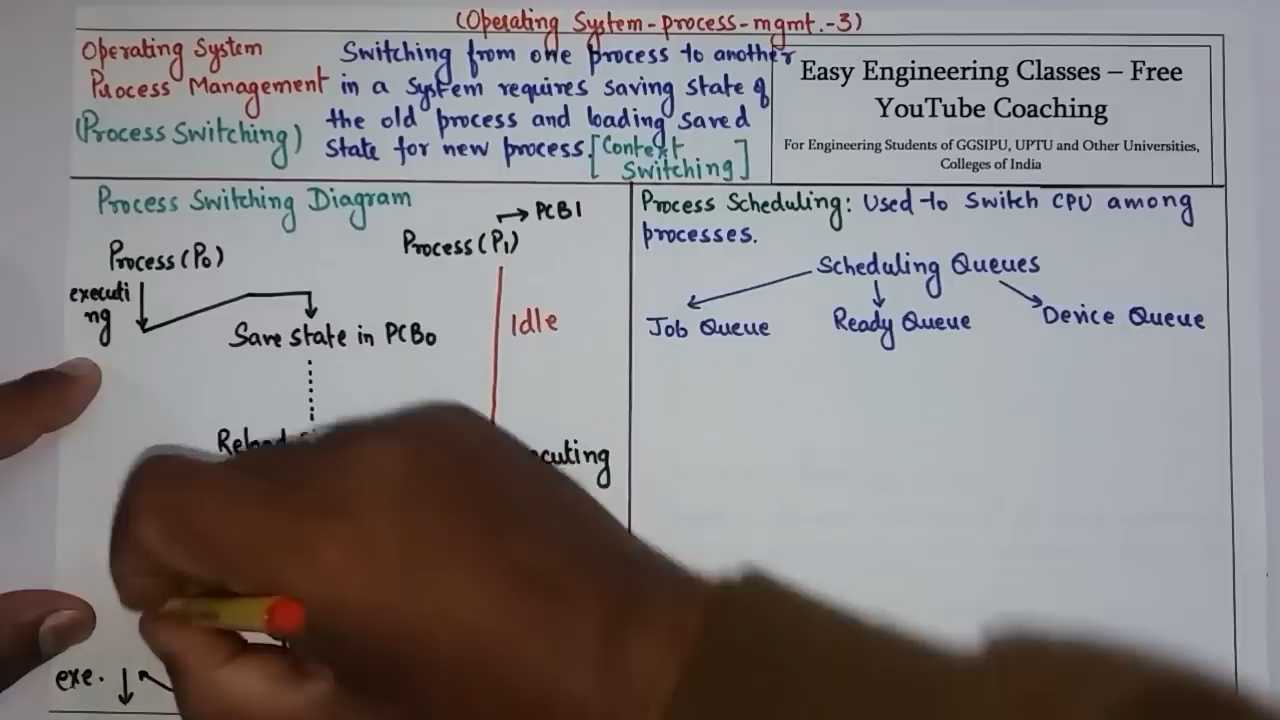 (Operating System-process-mgmt.-3)
Operating System
Process Management
(Process Switching)
Switching from one process to another
in a system requires saving state of
the old process and loading saved
state for new process. [Context
Switching]
Easy Engineering Classes – Free
YouTube Coaching
For Engineering Students of GGSIPU, UPTU and Other Universities,
Colleges of India
Process Switching Diagram
PCB1
Process (P1)
Process (P0)
executi
ng
Save state in PCB0
Idle
exe.
Process Scheduling: Used to switch CPU among
processes.
Scheduling Queues
Job Queue
Ready Queue
Device Queue